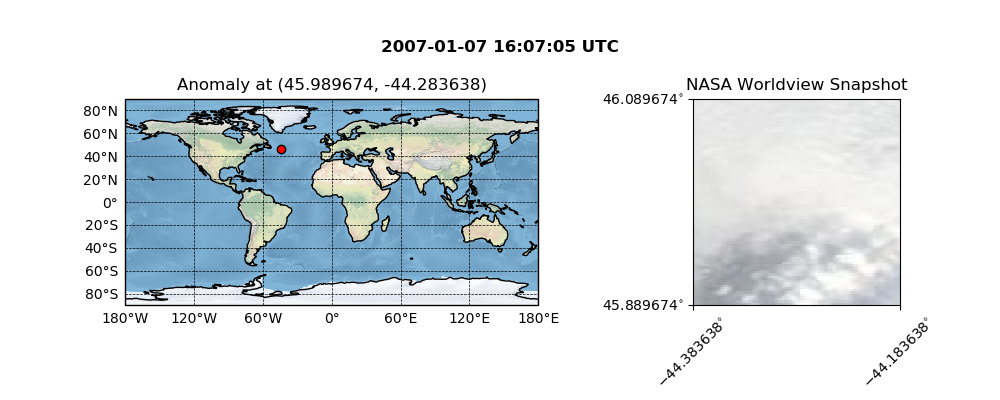 2007-01-07 16:07:05 UTC
Anomaly at (45.989674, -44.283638)
80°N
60°N
40°N
20°N
0°
20°S
40°S
60°S
80°S
180°W 120°W 60°W 0° 60°E 120°E 180°E
NASA Worldview Snapshot
46.089674°
45.889674°
−44.383638°
−44.183638°